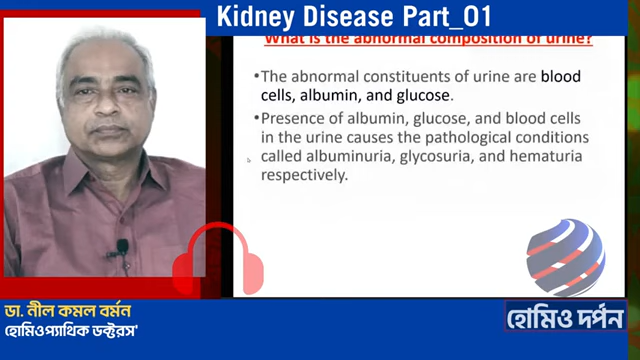 Kidney Disease Part_01
What is the abnormal composition of urine?
•The abnormal constituents of urine are blood
cells, albumin, and glucose.
•Presence of albumin, glucose, and blood cells
in the urine causes the pathological conditions
called albuminuria, glycosuria, and hematuria
respectively.
ডা. নীল কমল বর্মন
হোমিওপ্যাথিক ডক্টরস'
হোমিও দর্পন